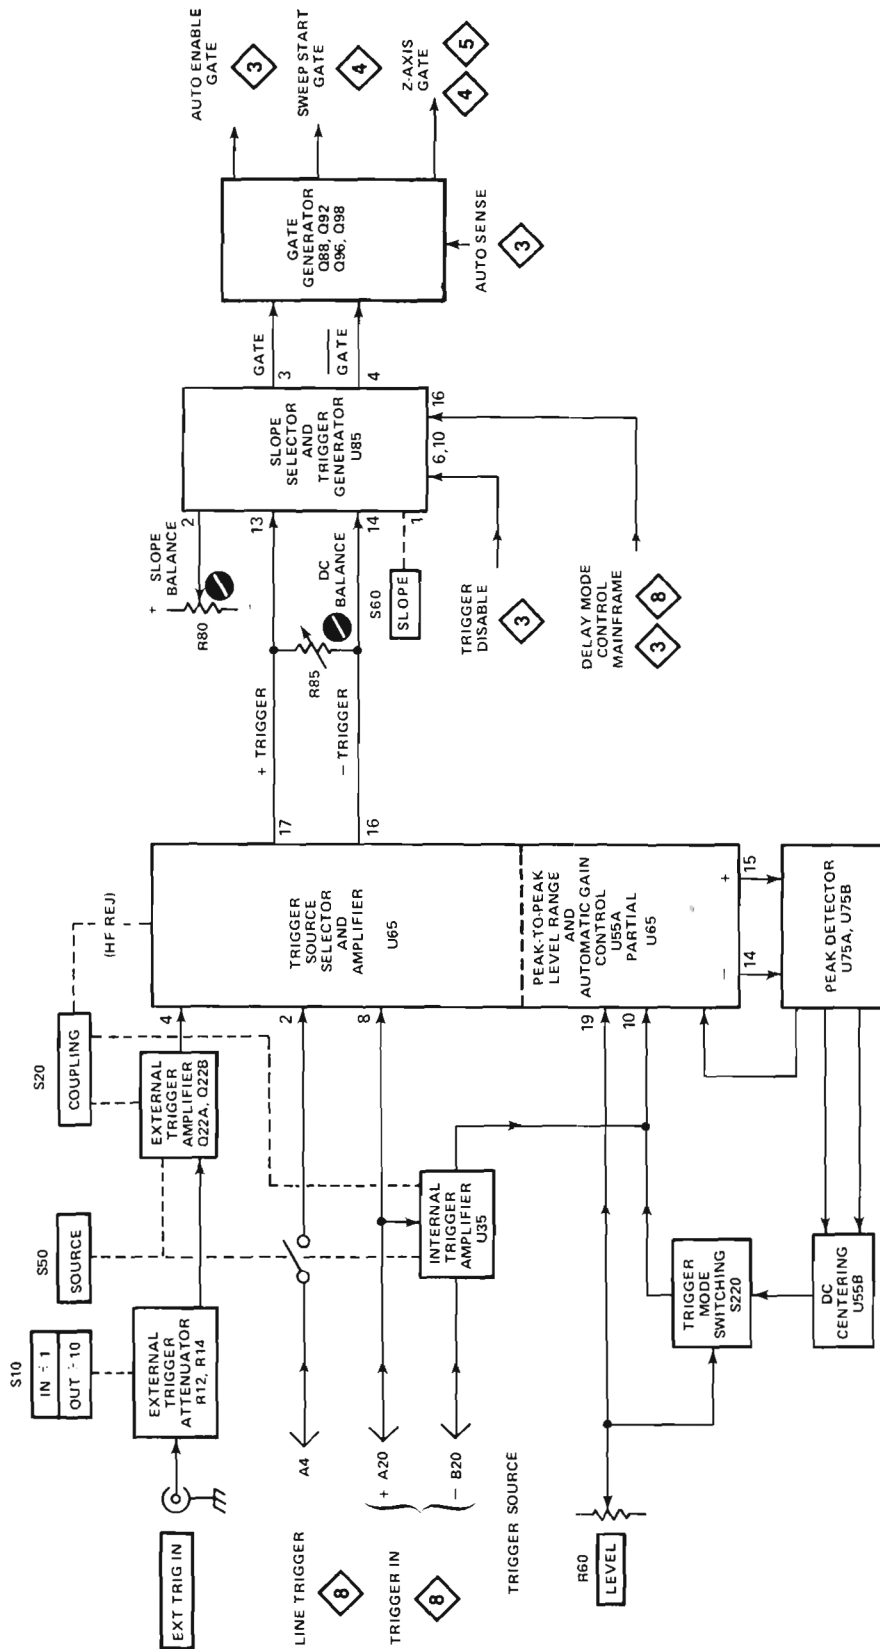 S10
IN ÷ 1
OUT ÷ 10
EXT TRIG IN
EXTERNAL
TRIGGER
ATTENUATOR
R12, R14
S50
SOURCE
S20
COUPLING
(HF REJ)
EXTERNAL
TRIGGER
AMPLIFIER
Q22A, Q22B
4
LINE TRIGGER
8
A4
2
TRIGGER IN
8
+ A20
− B20
8
TRIGGER SOURCE
INTERNAL
TRIGGER
AMPLIFIER
U35
TRIGGER
SOURCE
SELECTOR
AND
AMPLIFIER
U65
17
16
PEAK-TO-PEAK
LEVEL RANGE
AND
AUTOMATIC GAIN
CONTROL
U55A
PARTIAL
U65
19
10
− +
14
15
R60
LEVEL
TRIGGER
MODE
SWITCHING
S220
DC
CENTERING
U55B
PEAK DETECTOR
U75A, U75B
+ TRIGGER
− TRIGGER
R85
DC
BALANCE
+ SLOPE
BALANCE
R80
2
13
14
1
S60
SLOPE
SLOPE
SELECTOR
AND
TRIGGER
GENERATOR
U85
6,10
16
TRIGGER
DISABLE
3
DELAY MODE
CONTROL
MAINFRAME
3
8
GATE
3
GATE
4
GATE
GENERATOR
Q88, Q92
Q96, Q98
AUTO SENSE
3
AUTO ENABLE
GATE
3
SWEEP START
GATE
4
Z-AXIS
GATE
4
5